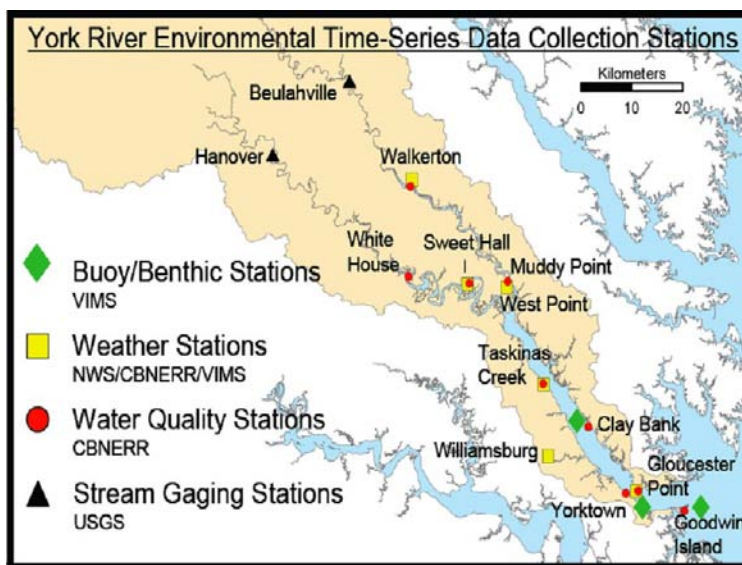 York River Environmental Time-Series Data Collection Stations
Kilometers
0 10 20
Beulahville
Hanover
Walkerton
White
House
Sweet Hall
Muddy Point
West Point
Taskinas
Creek
Clay Bank
Williamsburg
Gloucester
Point
Yorktown
Goodwin
Island
Buoy/Benthic Stations
VIMS
Weather Stations
NWS/CBNERR/VIMS
Water Quality Stations
CBNERR
Stream Gaging Stations
USGS